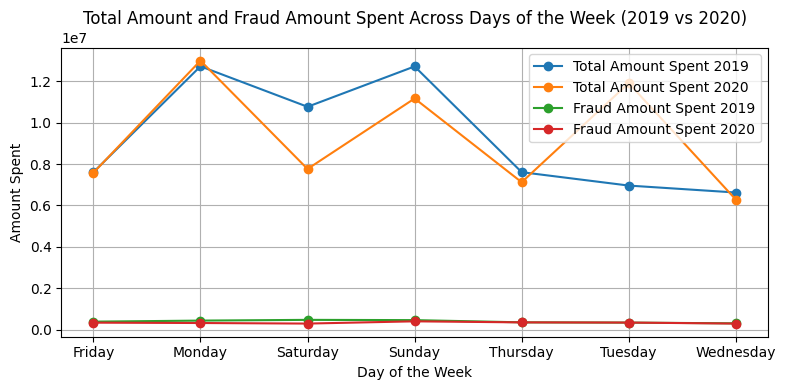 Total Amount and Fraud Amount Spent Across Days of the Week (2019 vs 2020)
1e7
1.2
1.0
0.8
0.6
0.4
0.2
0.0
Amount Spent
Total Amount Spent 2019
Total Amount Spent 2020
Fraud Amount Spent 2019
Fraud Amount Spent 2020
Friday Monday Saturday Sunday Thursday Tuesday Wednesday
Day of the Week